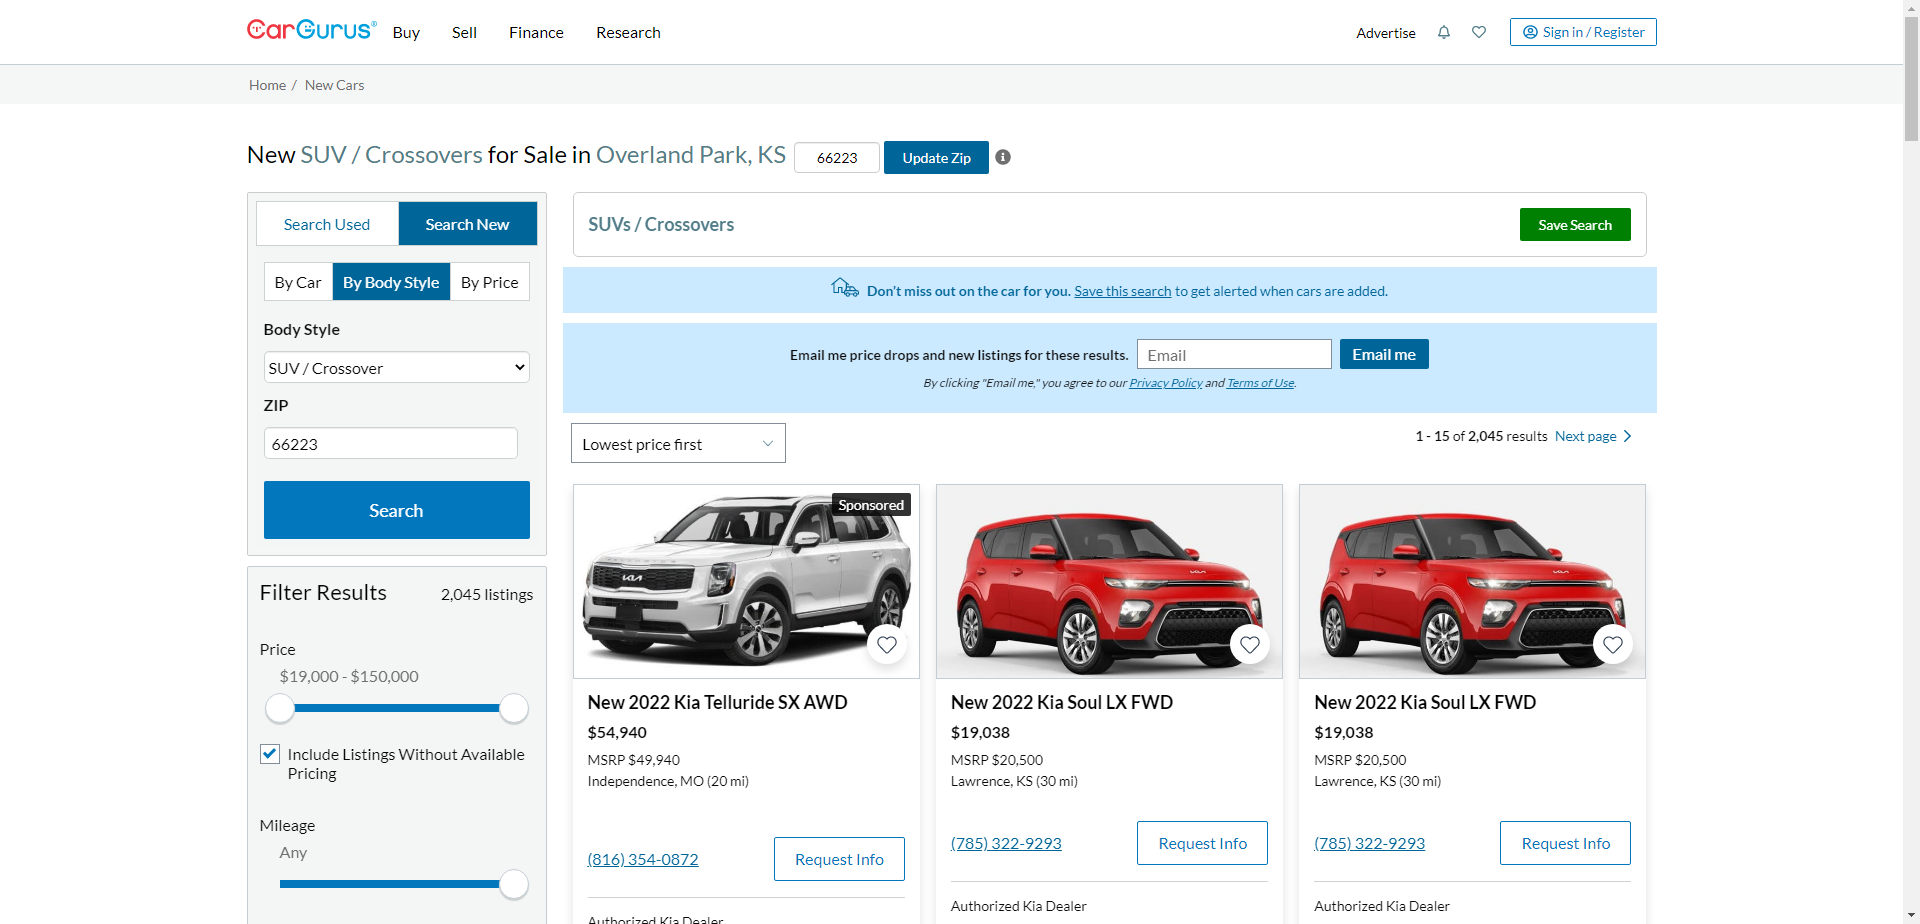 CarGurus®
Buy
Sell
Finance
Research
Advertise
Sign in / Register
Home / New Cars
New SUV / Crossovers for Sale in Overland Park, KS
66223
Update Zip
Search Used
Search New
By Car
By Body Style
By Price
Body Style
SUV / Crossover
ZIP
66223
Search
Filter Results
2,045 listings
Price
$19,000 - $150,000
Include Listings Without Available
Pricing
Mileage
Any
SUVs / Crossovers
Save Search
Don't miss out on the car for you. Save this search to get alerted when cars are added.
Email me price drops and new listings for these results.
Email
Email me
By clicking "Email me," you agree to our Privacy Policy and Terms of Use.
Lowest price first
1 - 15 of 2,045 results
Next page
Sponsored
New 2022 Kia Telluride SX AWD
$54,940
MSRP $49,940
Independence, MO (20 mi)
(816) 354-0872
Request Info
Authorized Kia Dealer
New 2022 Kia Soul LX FWD
$19,038
MSRP $20,500
Lawrence, KS (30 mi)
(785) 322-9293
Request Info
Authorized Kia Dealer
New 2022 Kia Soul LX FWD
$19,038
MSRP $20,500
Lawrence, KS (30 mi)
(785) 322-9293
Request Info
Authorized Kia Dealer